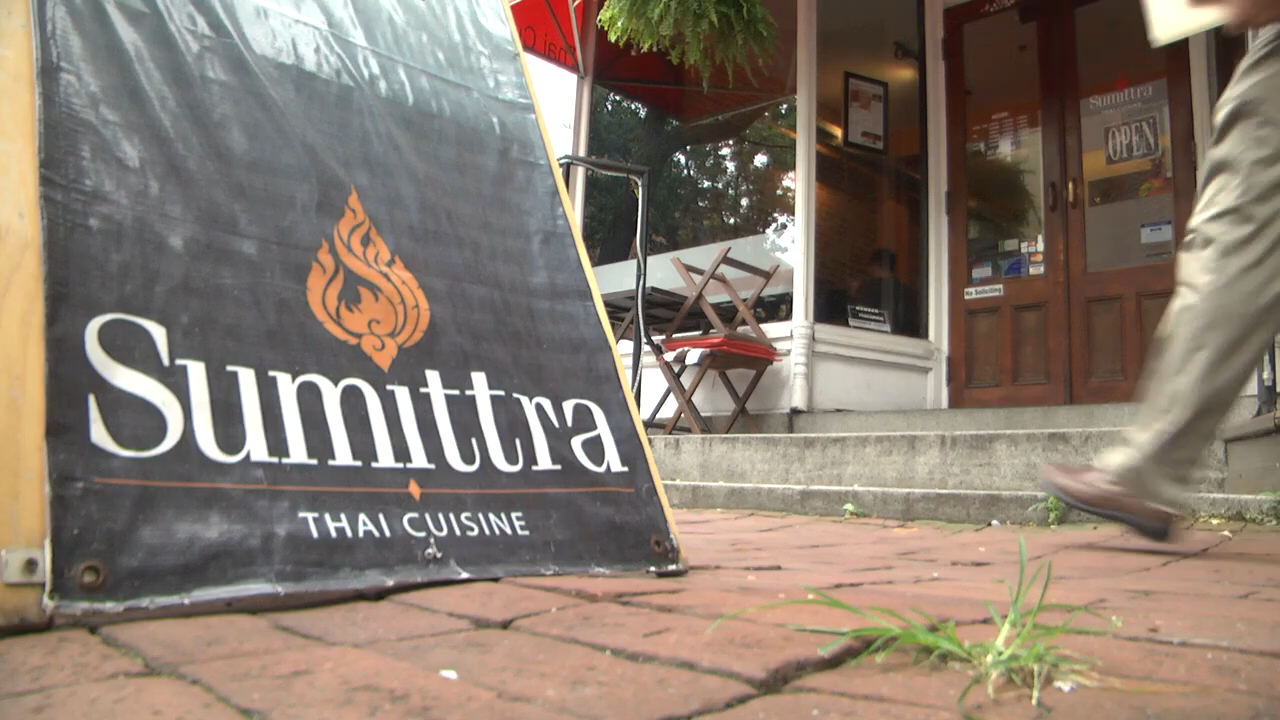 Sumittra
THAI CUISINE
Sumittra
THAI CUISINE
OPEN
No Soliciting